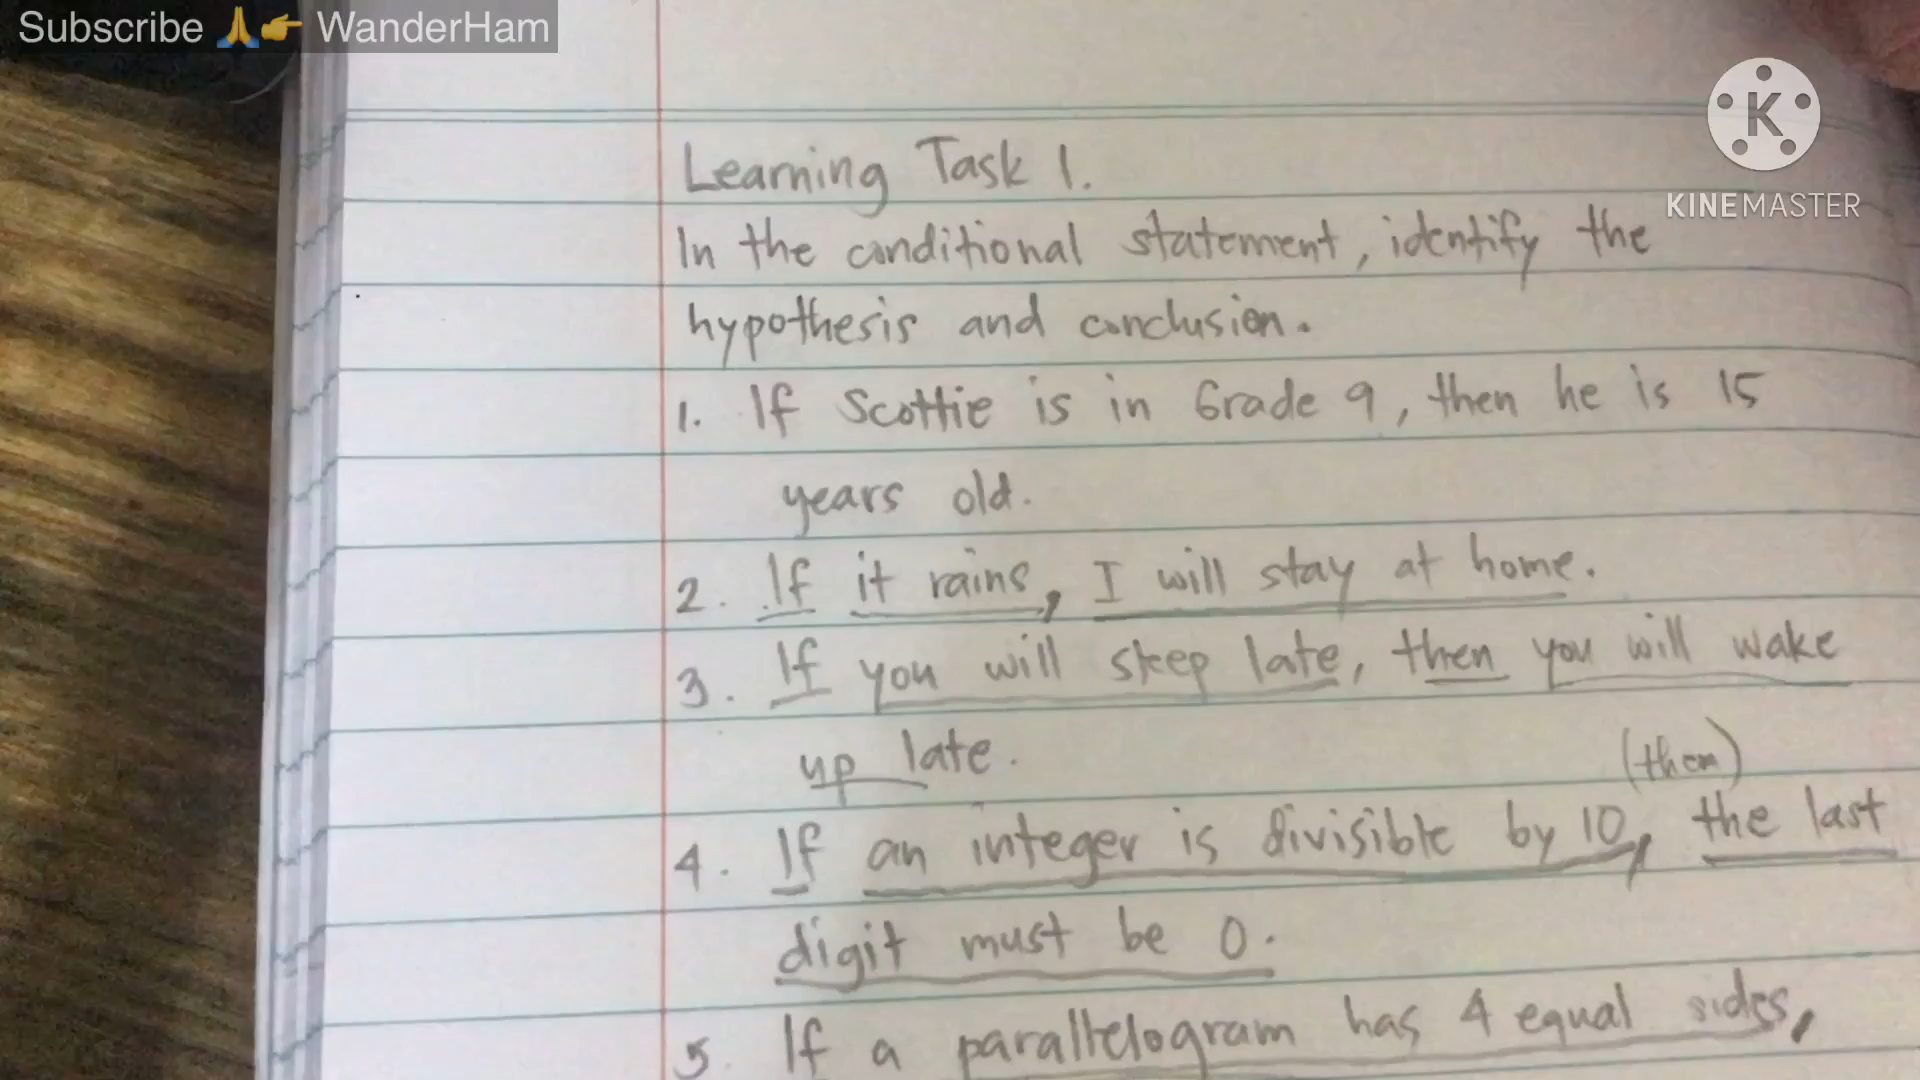 Subscribe 🙏👉 WanderHam
KINEMASTER
Learning Task 1.
In the conditional statement, identify the
hypothesis and conclusion.
1. If Scottie is in Grade 9, then he is 15
years old.
2. If it rains, I will stay at home.
3. If you will sleep late, then you will wake
up late.
(then)
4. If an integer is divisible by 10, the last
digit must be 0.
5. If a parallelogram has 4 equal sides,